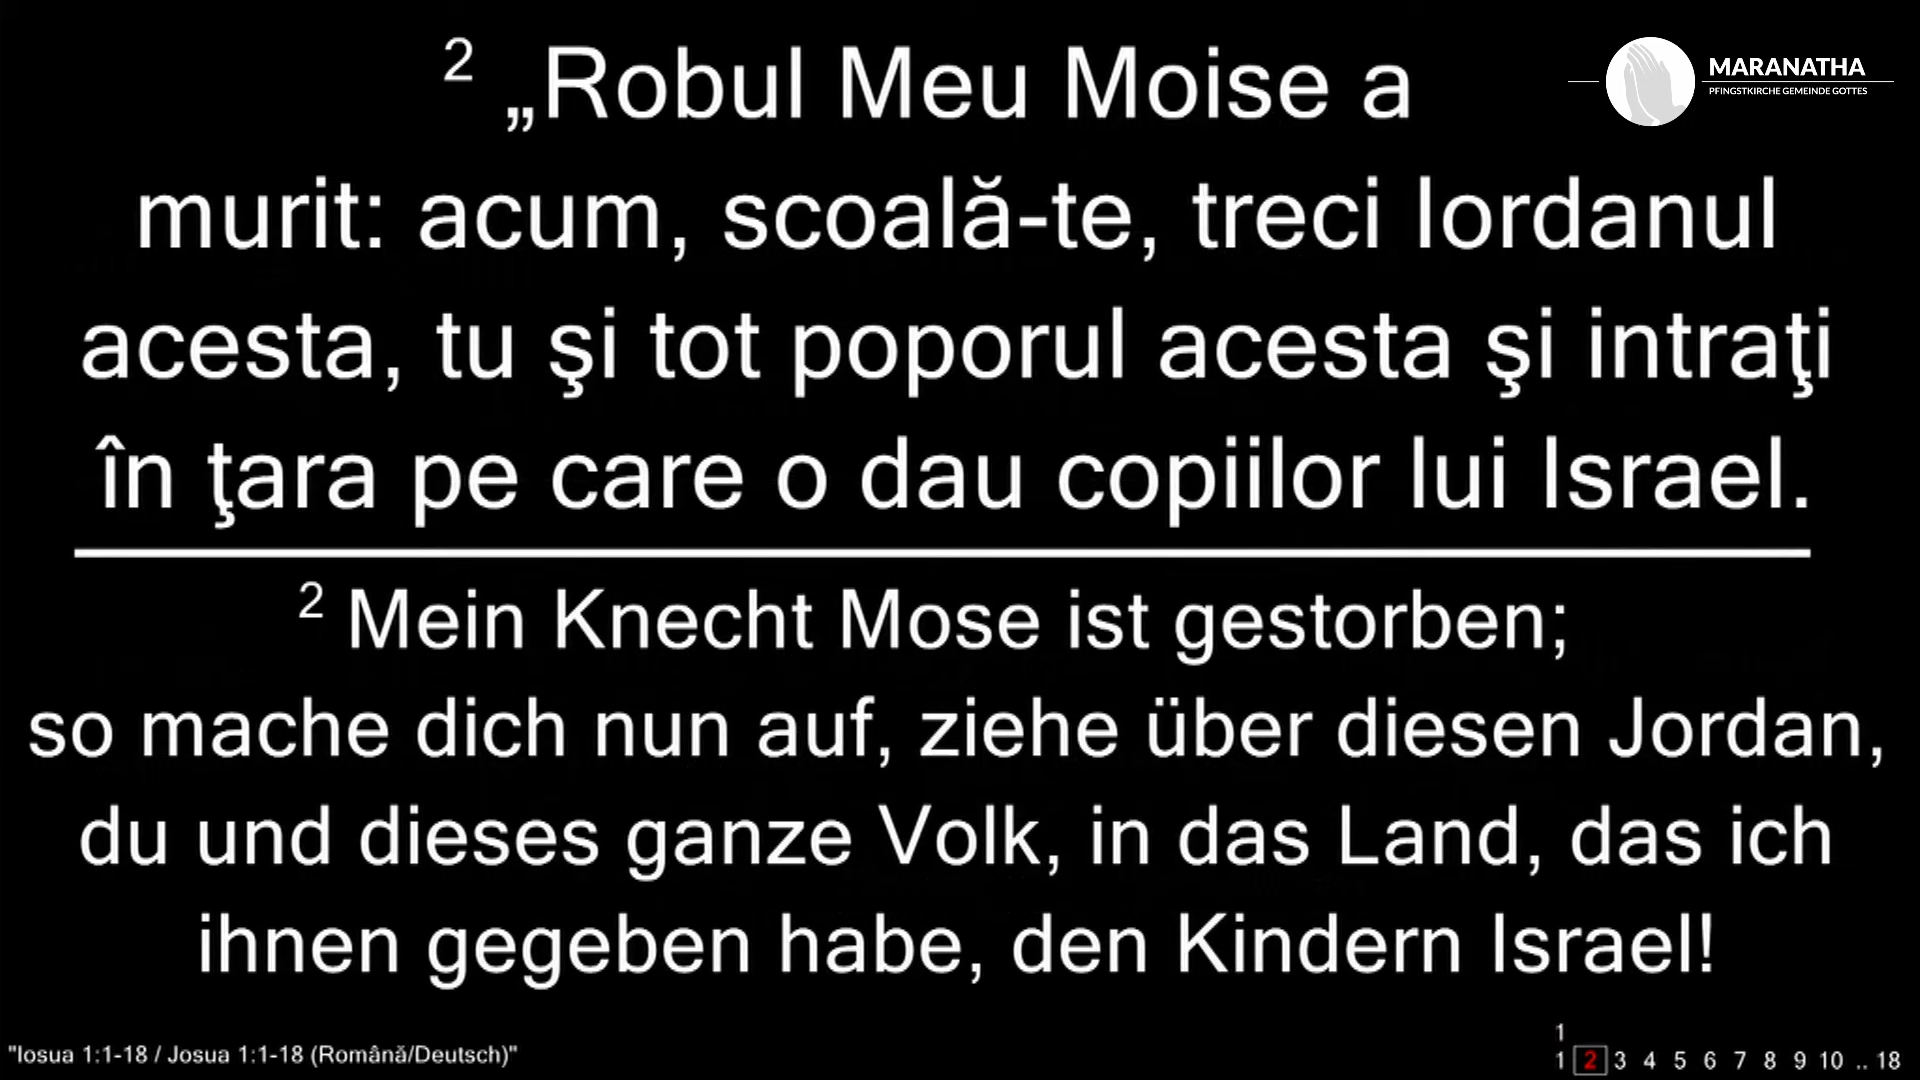 ² „Robul Meu Moise a
murit: acum, scoală-te, treci Iordanul
acesta, tu şi tot poporul acesta şi intraţi
în ţara pe care o dau copiilor lui Israel.
² Mein Knecht Mose ist gestorben;
so mache dich nun auf, ziehe über diesen Jordan,
du und dieses ganze Volk, in das Land, das ich
ihnen gegeben habe, den Kindern Israel!
MARANATHA
PFINGSTKIRCHE GEMEINDE GOTTES
"Iosua 1:1-18 / Josua 1:1-18 (Română/Deutsch)"
1
1 2 3 4 5 6 7 8 9 10 .. 18